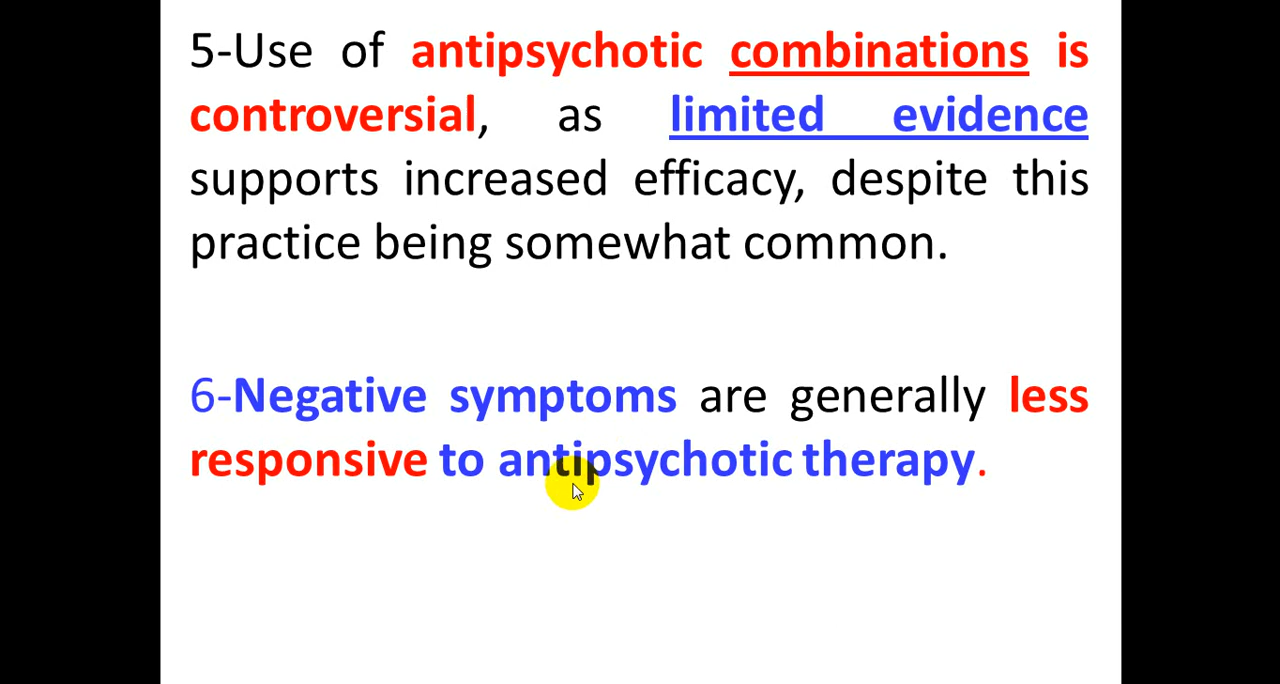 5-Use of antipsychotic combinations is
controversial, as limited evidence
supports increased efficacy, despite this
practice being somewhat common.
6-Negative symptoms are generally less
responsive to antipsychotic therapy.